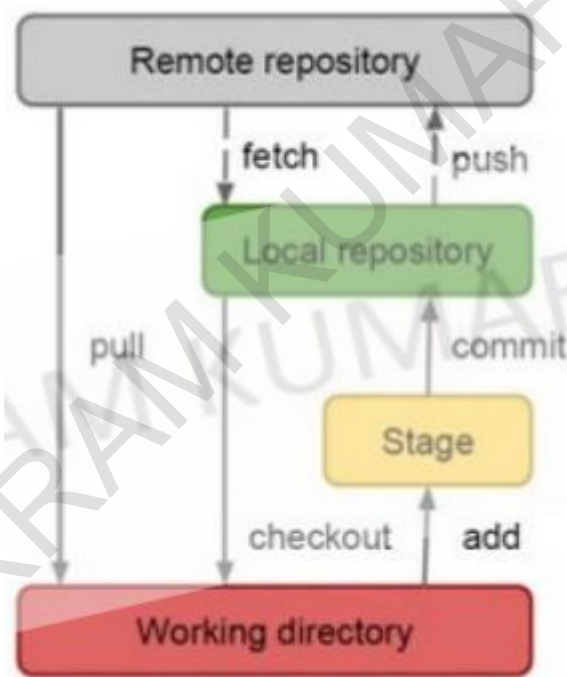 Remote repository
fetch
push
Local repository
pull
commit
Stage
checkout
add
Working directory